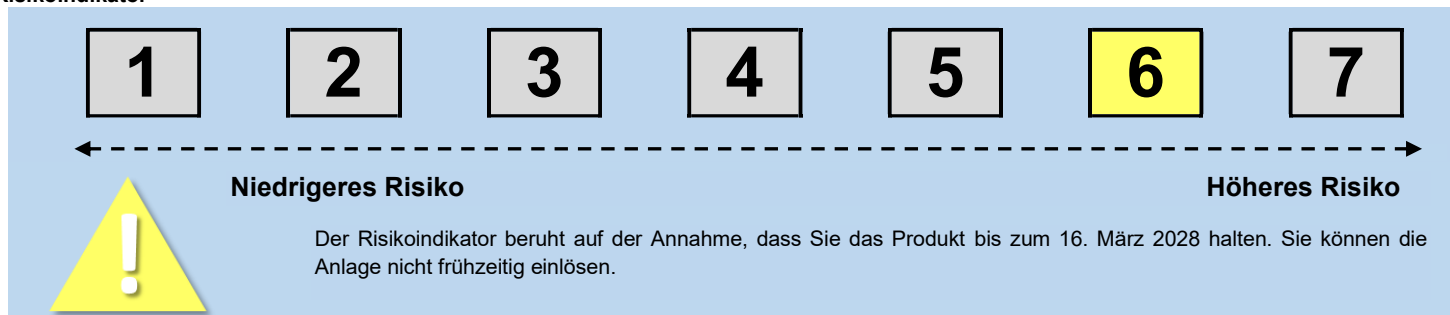 Risikoindikator
1 2 3 4 5 6 7
Niedrigeres Risiko Höheres Risiko
Der Risikoindikator beruht auf der Annahme, dass Sie das Produkt bis zum 16. März 2028 halten. Sie können die
Anlage nicht frühzeitig einlösen.